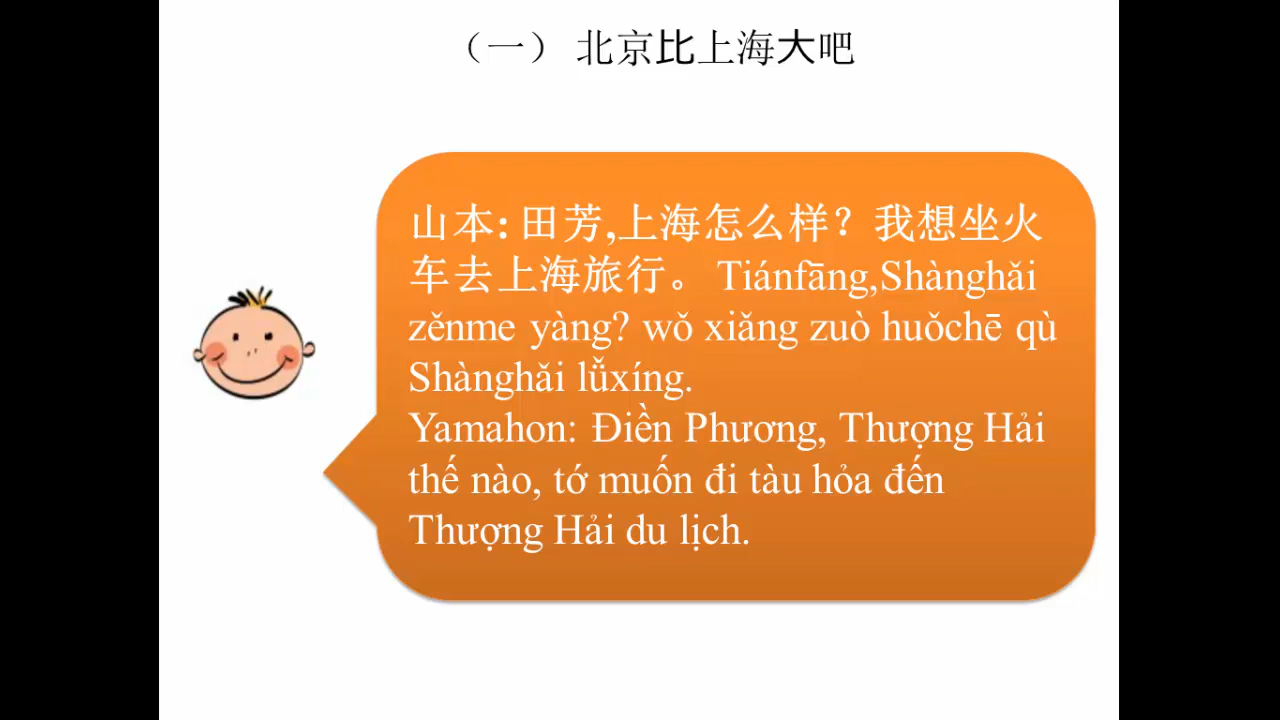 （一） 北京比上海大吧
山本: 田芳,上海怎么样？我想坐火
车去上海旅行。Tiánfāng,Shànghǎi
zěnme yàng? wǒ xiǎng zuò huǒchē qù
Shànghǎi lǚxíng.
Yamahon: Điền Phương, Thượng Hải
thế nào, tớ muốn đi tàu hỏa đến
Thượng Hải du lịch.